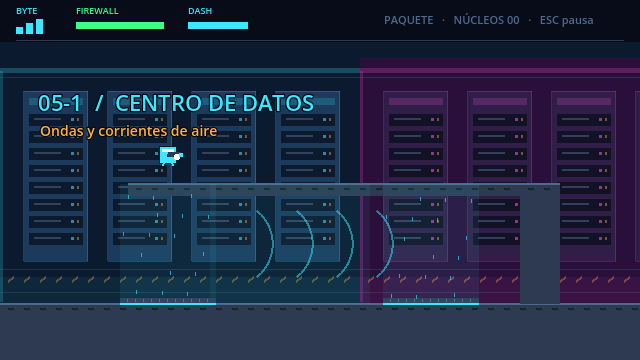 BYTE
FIREWALL
DASH
PAQUETE · NÚCLEOS 00 · ESC pausa
05-1 / CENTRO DE DATOS
Ondas y corrientes de aire